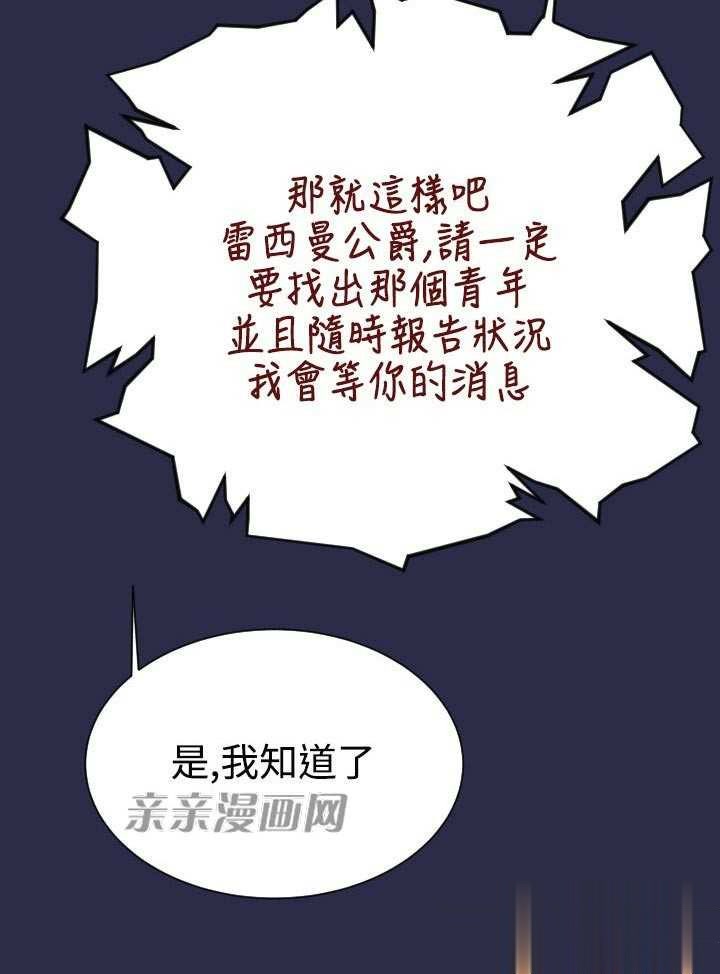 那就這樣吧
雷西曼公爵,請一定
要找出那個青年
並且隨時報告狀況
我會等你的消息
是,我知道了
亲亲漫画网